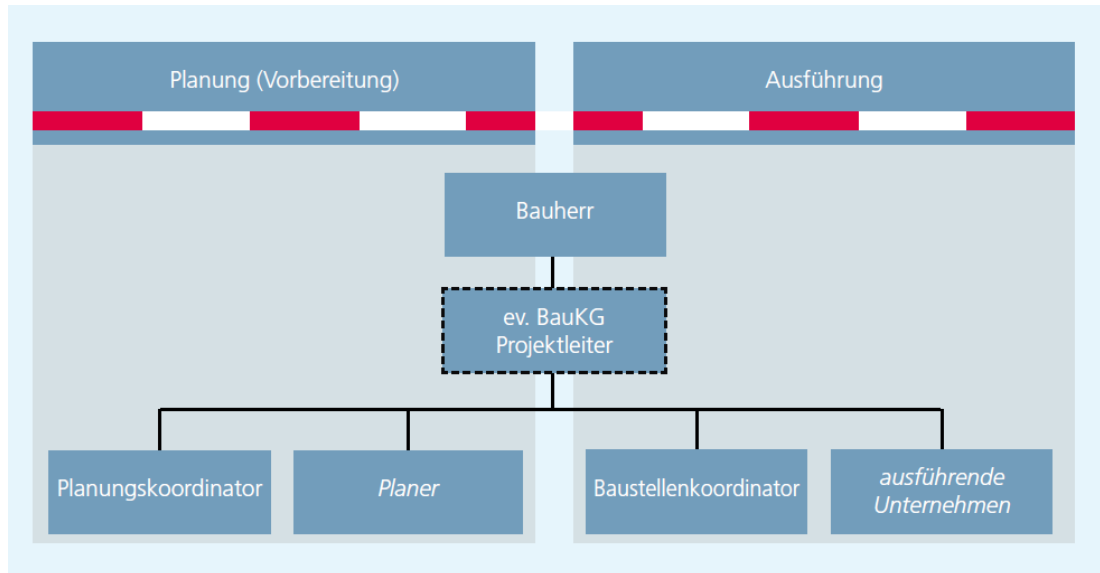 Planung (Vorbereitung)
Ausführung
Bauherr
ev. BauKG
Projektleiter
Planungskoordinator
Planer
Baustellenkoordinator
ausführende
Unternehmen